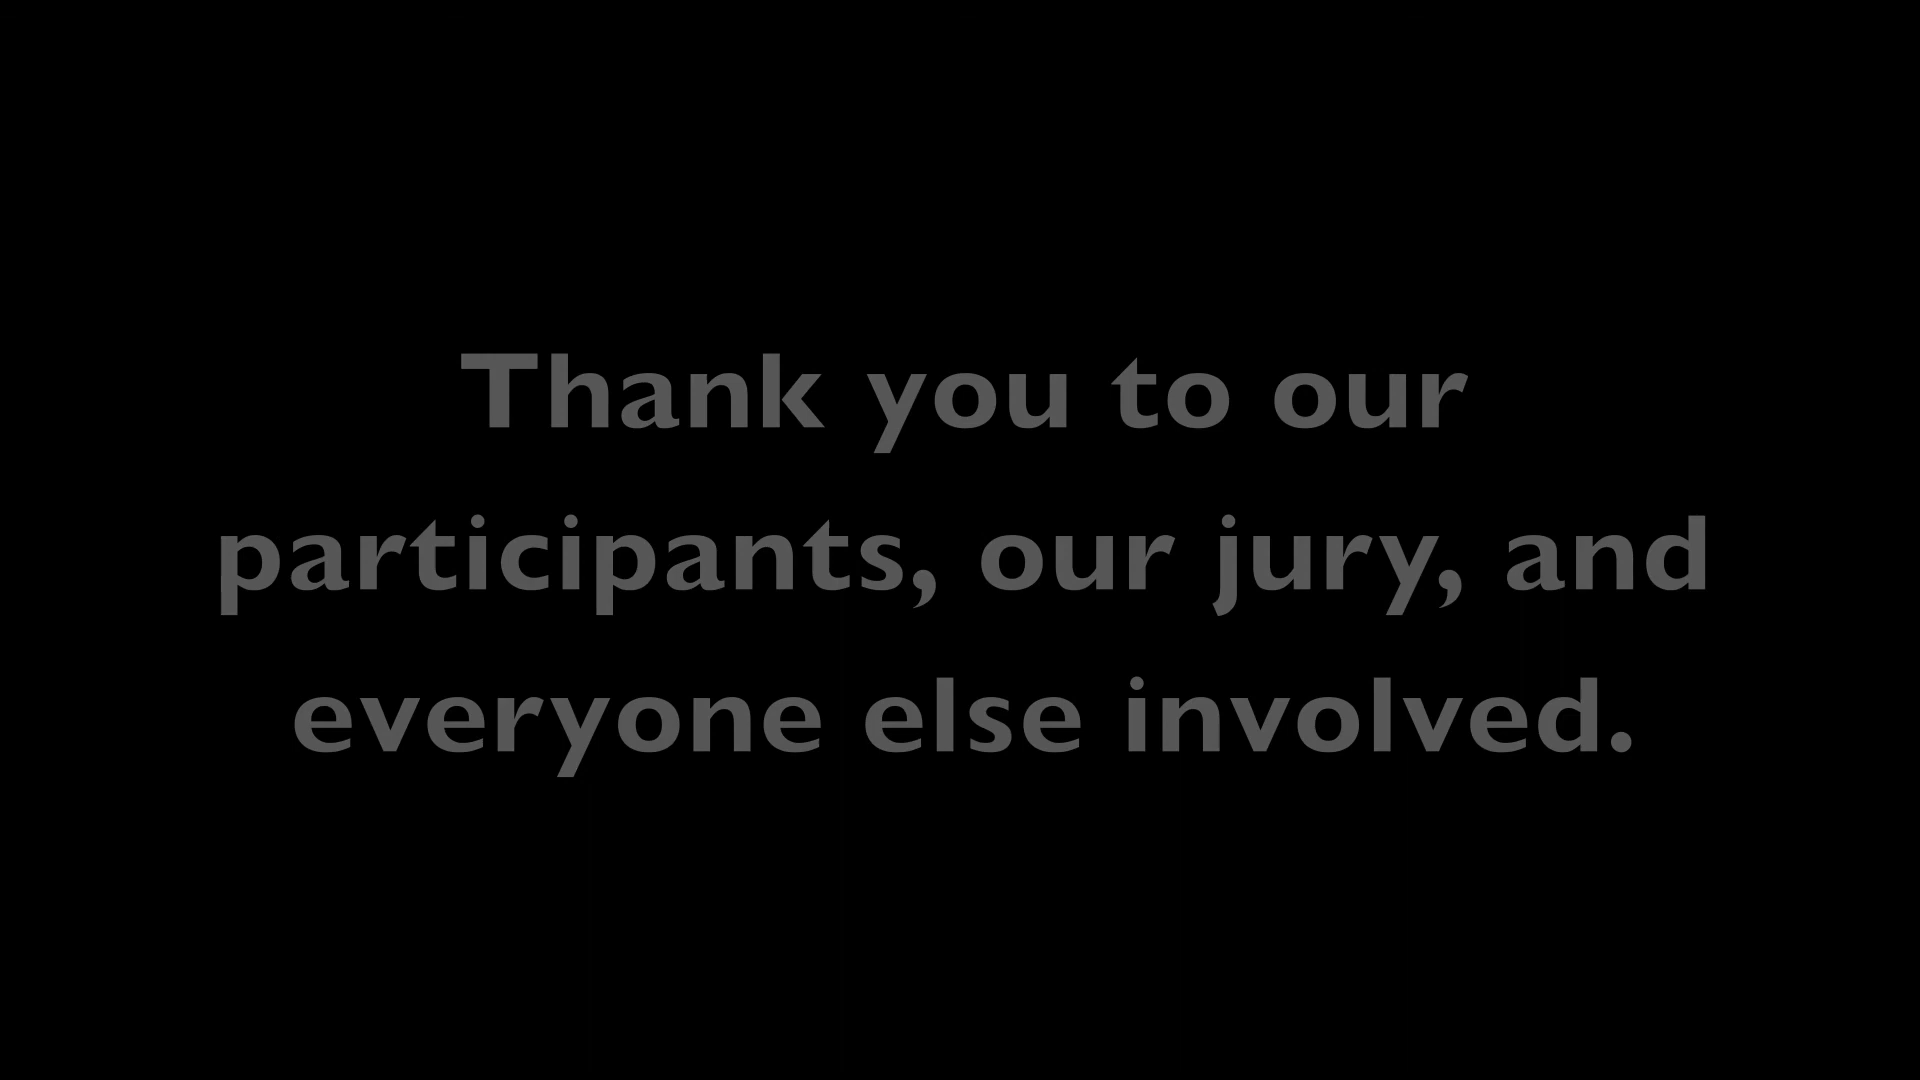 Thank you to our
participants, our jury, and
everyone else involved.